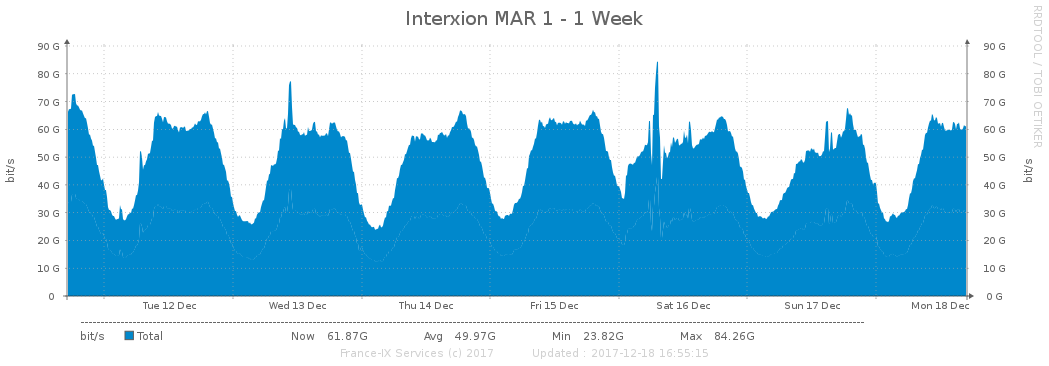 Interxion MAR 1 - 1 Week
RRDTOOL / TOBI OETIKER
90 G 90 G
80 G 80 G
70 G 70 G
60 G 60 G
50 G 50 G
40 G 40 G
30 G 30 G
20 G 20 G
10 G 10 G
0 0 G
bit/s
bit/s
Tue 12 Dec Wed 13 Dec Thu 14 Dec Fri 15 Dec Sat 16 Dec Sun 17 Dec Mon 18 Dec
bit/s Total Now 61.87G Avg 49.97G Min 23.82G Max 84.26G
France-IX Services (c) 2017 Updated : 2017-12-18 16:55:15